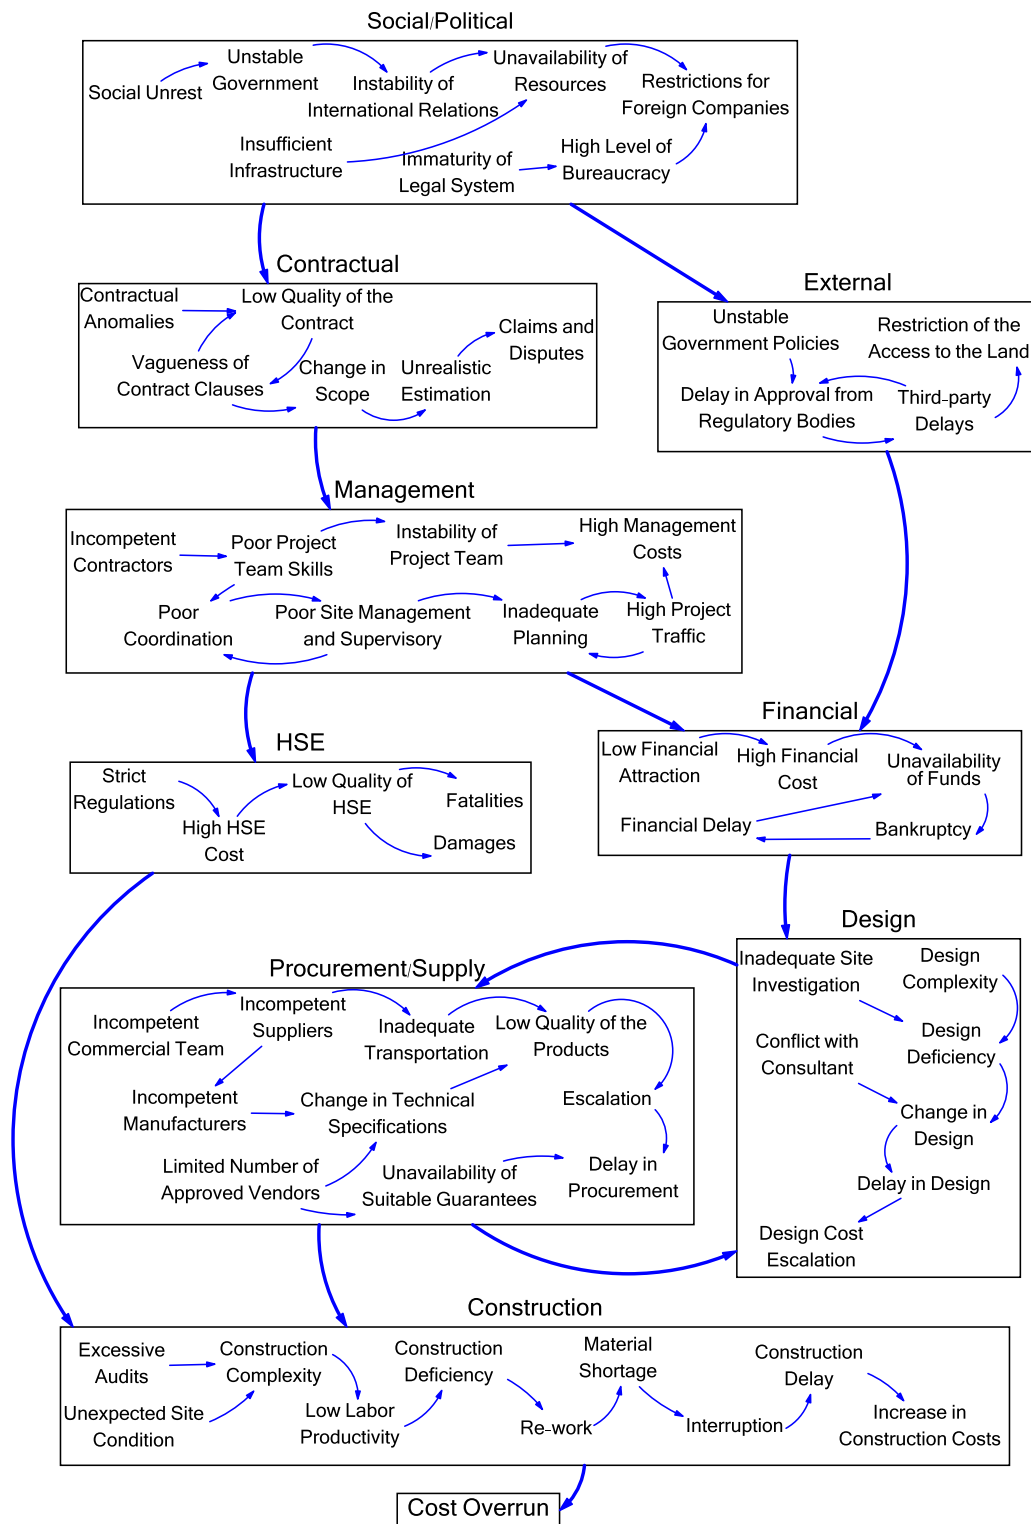 Social/Political
Social Unrest
Unstable
Government
Instability of
International Relations
Unavailability of
Resources
Restrictions for
Foreign Companies
Insufficient
Infrastructure
Immaturity of
Legal System
High Level of
Bureaucracy
Contractual
Contractual
Anomalies
Low Quality of the
Contract
Vagueness of
Contract Clauses
Change in
Scope
Unrealistic
Estimation
Claims and
Disputes
External
Unstable
Government Policies
Restriction of the
Access to the Land
Delay in Approval from
Regulatory Bodies
Third-party
Delays
Management
Incompetent
Contractors
Poor Project
Team Skills
Instability of
Project Team
High Management
Costs
Poor
Coordination
Poor Site Management
and Supervisory
Inadequate
Planning
High Project
Traffic
HSE
Strict
Regulations
High HSE
Cost
Low Quality of
HSE
Fatalities
Damages
Financial
Low Financial
Attraction
High Financial
Cost
Unavailability
of Funds
Financial Delay
Bankruptcy
Design
Inadequate Site
Investigation
Design
Complexity
Design
Deficiency
Conflict with
Consultant
Change in
Design
Delay in Design
Design Cost
Escalation
Procurement/Supply
Incompetent
Commercial Team
Incompetent
Suppliers
Inadequate
Transportation
Low Quality of the
Products
Incompetent
Manufacturers
Change in Technical
Specifications
Escalation
Limited Number of
Approved Vendors
Unavailability of
Suitable Guarantees
Delay in
Procurement
Construction
Excessive
Audits
Construction
Complexity
Construction
Deficiency
Material
Shortage
Construction
Delay
Unexpected Site
Condition
Low Labor
Productivity
Re-work
Interruption
Increase in
Construction Costs
Cost Overrun